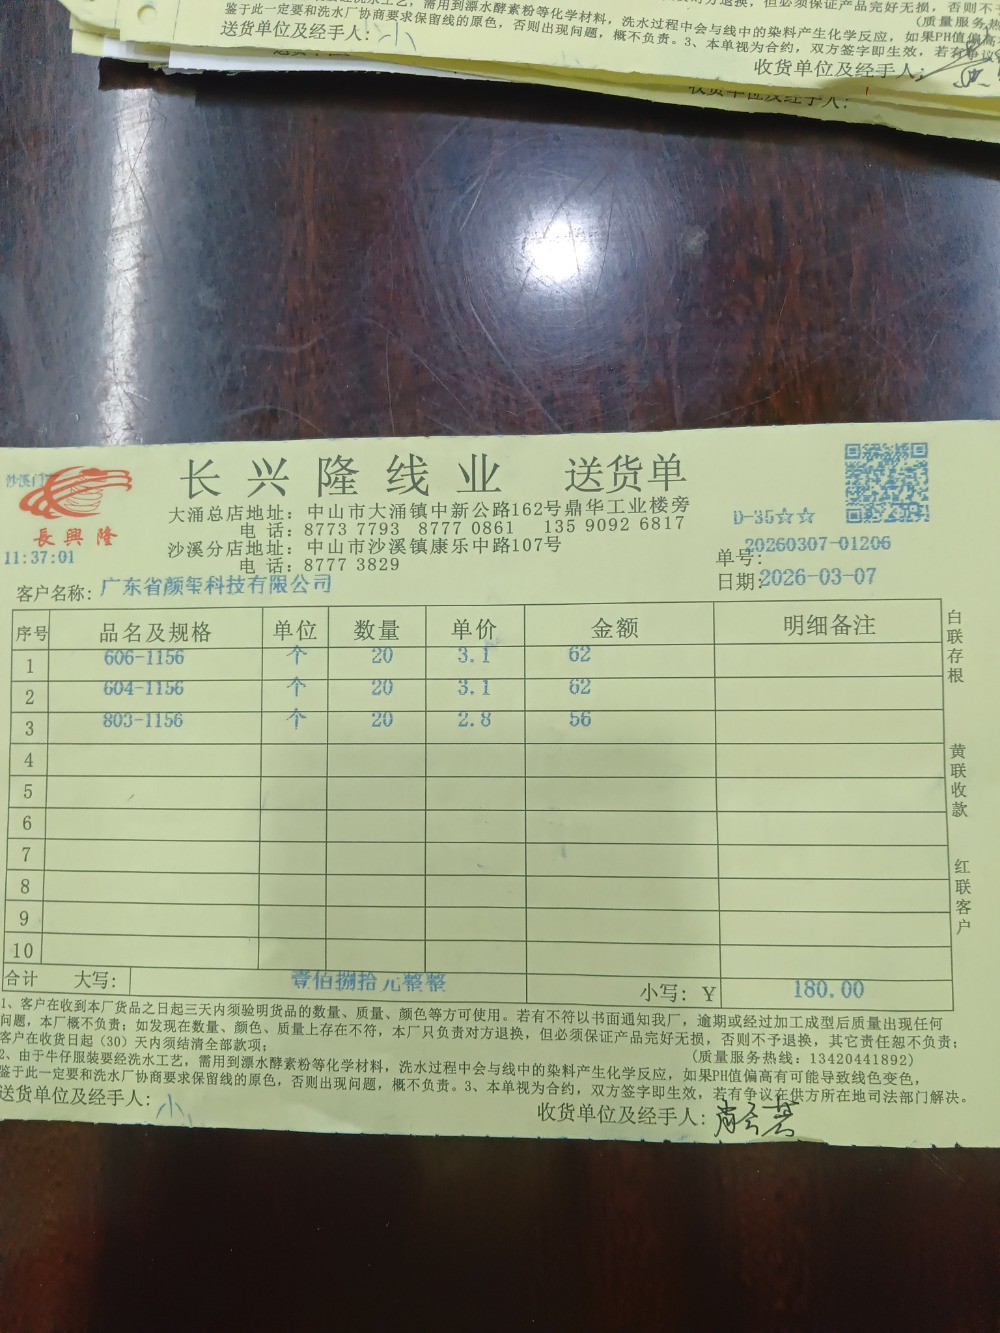 鉴于此一定要和洗水厂协商要求保留线的原色，否则出现问题，概不负责。3、本单视为合约，双方签字即生效，若有争议
送货单位及经手人：小
收货单位及经手人：
收货单位及经手人：
沙溪门
長興隆
11:37:01
长兴隆线业 送货单
大涌总店地址：中山市大涌镇中新公路162号鼎华工业楼旁
电话：8773 7793 8777 0861 135 9092 6817
沙溪分店地址：中山市沙溪镇康乐中路107号
电话：8777 3829
D-35☆☆
单号：20260307-01206
日期：2026-03-07
客户名称：广东省颜玺科技有限公司
序号 品名及规格 单位 数量 单价 金额 明细备注
1 606-1156 个 20 3.1 62
2 604-1156 个 20 3.1 62
3 803-1156 个 20 2.8 56
4
5
6
7
8
9
10
合计 大写：壹佰捌拾元整整 小写：￥ 180.00
白联存根
黄联收款
红联客户
1、客户在收到本厂货品之日起三天内须验明货品的数量、质量、颜色等方可使用。若有不符以书面通知我厂，逾期或经过加工成型后质量出现任何
问题，本厂概不负责；如发现在数量、颜色、质量上存在不符，本厂只负责对方退换，但必须保证产品完好无损，否则不予退换，其它责任恕不负责；
客户在收货日起（30）天内须结清全部款项；
(质量服务热线：13420441892)
2、由于牛仔服装要经洗水工艺，需用到漂水酵素粉等化学材料，洗水过程中会与线中的染料产生化学反应，如果PH值偏高有可能导致线色变色，
鉴于此一定要和洗水厂协商要求保留线的原色，否则出现问题，概不负责。3、本单视为合约，双方签字即生效，若有争议在供方所在地司法部门解决。
送货单位及经手人：小
收货单位及经手人：